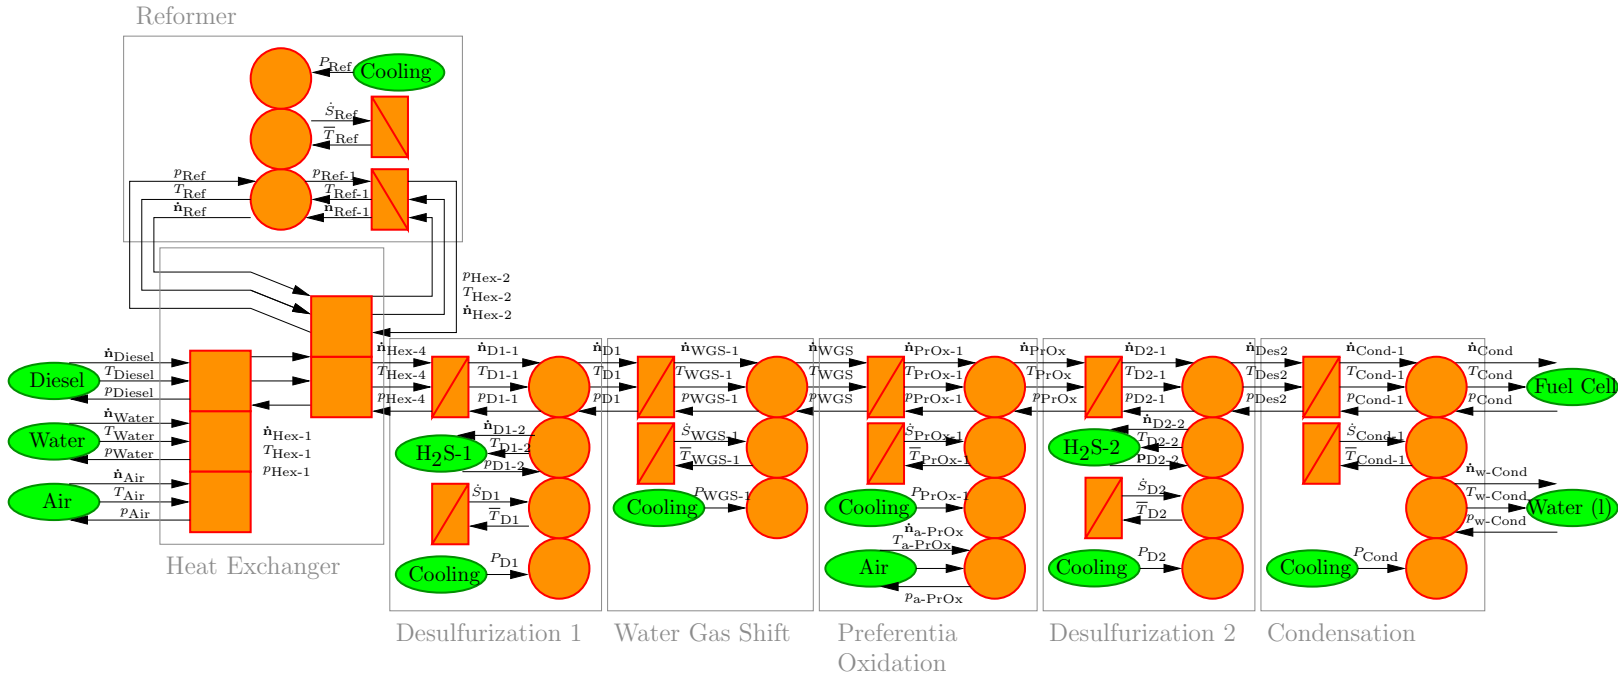 Reformer
P_Ref
Cooling
Ṡ_Ref
T̅_Ref
p_Ref
p_Ref-1
T_Ref
T_Ref-1
ṅ_Ref
ṅ_Ref-1
p_Hex-2
T_Hex-2
ṅ_Hex-2
ṅ_Diesel
T_Diesel
p_Diesel
Diesel
ṅ_Water
T_Water
p_Water
Water
ṅ_Air
T_Air
p_Air
Air
ṅ_Hex-1
T_Hex-1
p_Hex-1
Heat Exchanger
ṅ_Hex-4
T_Hex-4
p_Hex-4
ṅ_D1-1
T_D1-1
p_D1-1
ṅ_D1-2
T_D1-2
p_D1-2
H₂S-1
Ṡ_D1
T̅_D1
P_D1
Cooling
Desulfurization 1
ṅ_D1
T_D1
p_D1
ṅ_WGS-1
T_WGS-1
p_WGS-1
Ṡ_WGS-1
T̅_WGS-1
P_WGS-1
Cooling
Water Gas Shift
ṅ_WGS
T_WGS
p_WGS
ṅ_PrOx-1
T_PrOx-1
p_PrOx-1
Ṡ_PrOx-1
T̅_PrOx-1
P_PrOx-1
Cooling
ṅ_a-PrOx
T_a-PrOx
p_a-PrOx
Air
Preferentia
Oxidation
ṅ_PrOx
T_PrOx
p_PrOx
ṅ_D2-1
T_D2-1
p_D2-1
ṅ_D2-2
T_D2-2
p_D2-2
H₂S-2
Ṡ_D2
T̅_D2
P_D2
Cooling
Desulfurization 2
ṅ_Des2
T_Des2
p_Des2
ṅ_Cond-1
T_Cond-1
p_Cond-1
Ṡ_Cond-1
T̅_Cond-1
P_Cond
Cooling
Condensation
ṅ_Cond
T_Cond
p_Cond
Fuel Cell
ṅ_w-Cond
T_w-Cond
p_w-Cond
Water (l)